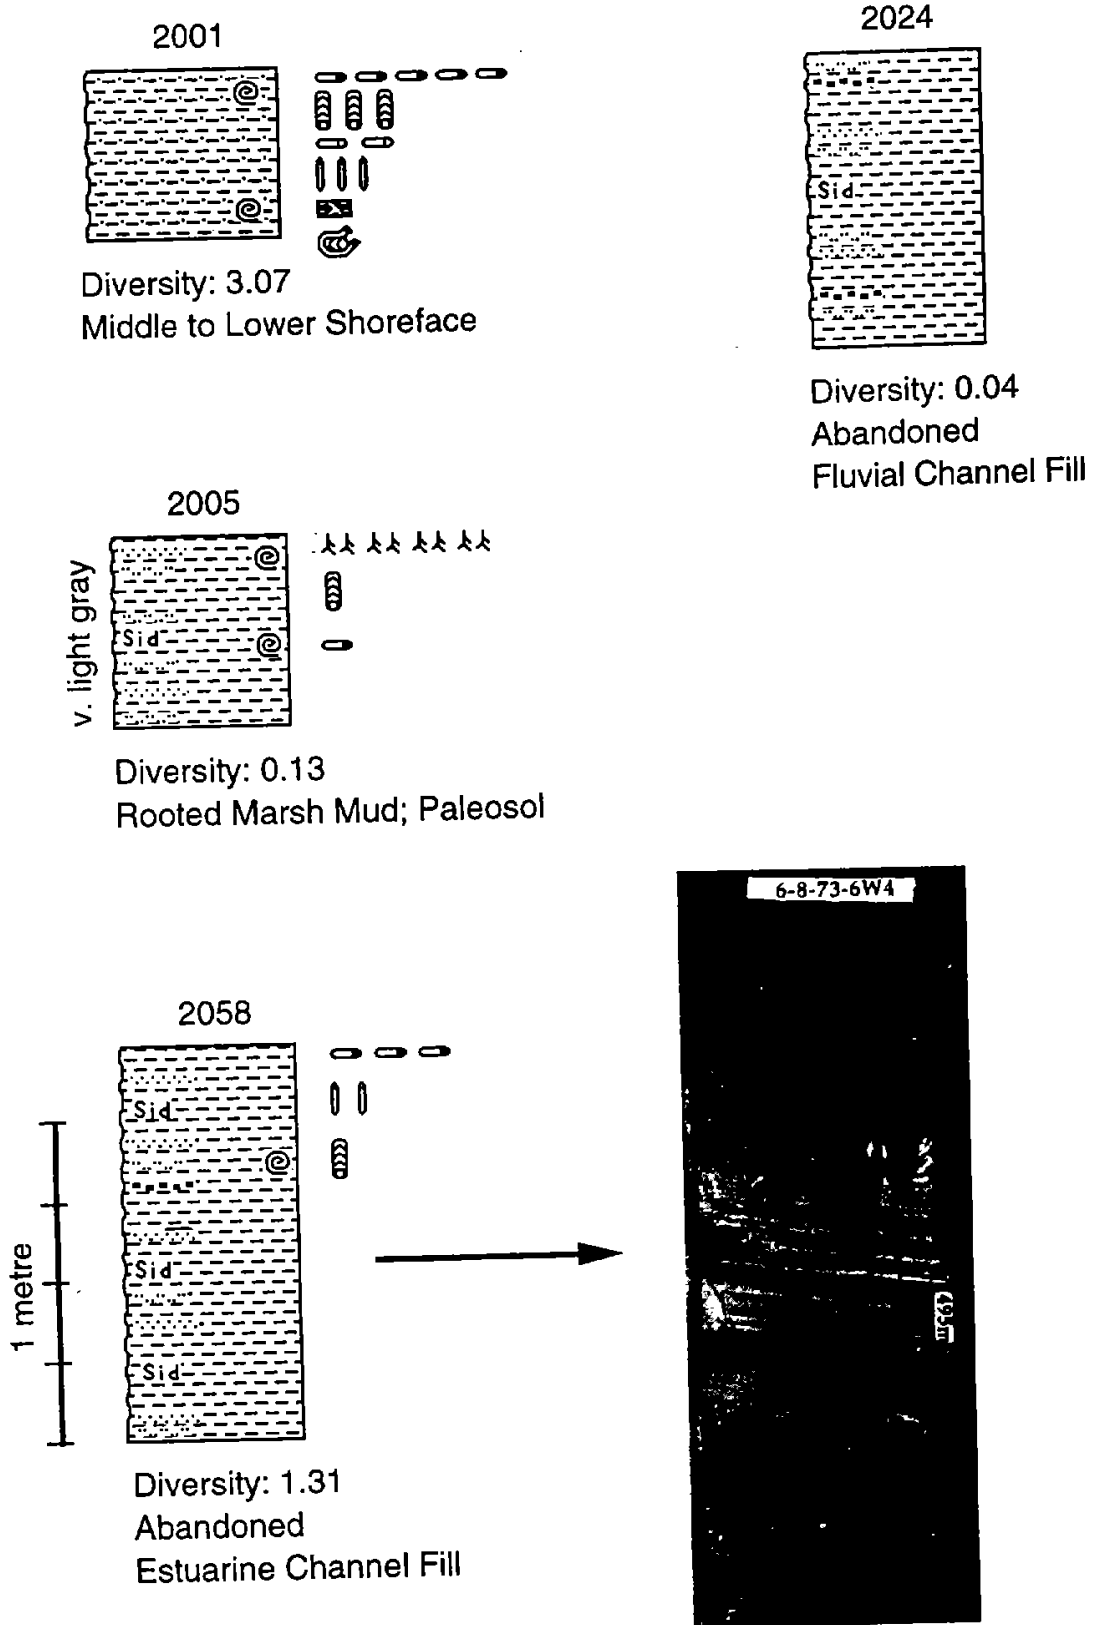 2001
Diversity: 3.07
Middle to Lower Shoreface
2024
Sid
Diversity: 0.04
Abandoned
Fluvial Channel Fill
2005
v. light gray
Sid
Diversity: 0.13
Rooted Marsh Mud; Paleosol
2058
1 metre
Sid
Sid
Sid
Diversity: 1.31
Abandoned
Estuarine Channel Fill
6-8-73-6W4
495m